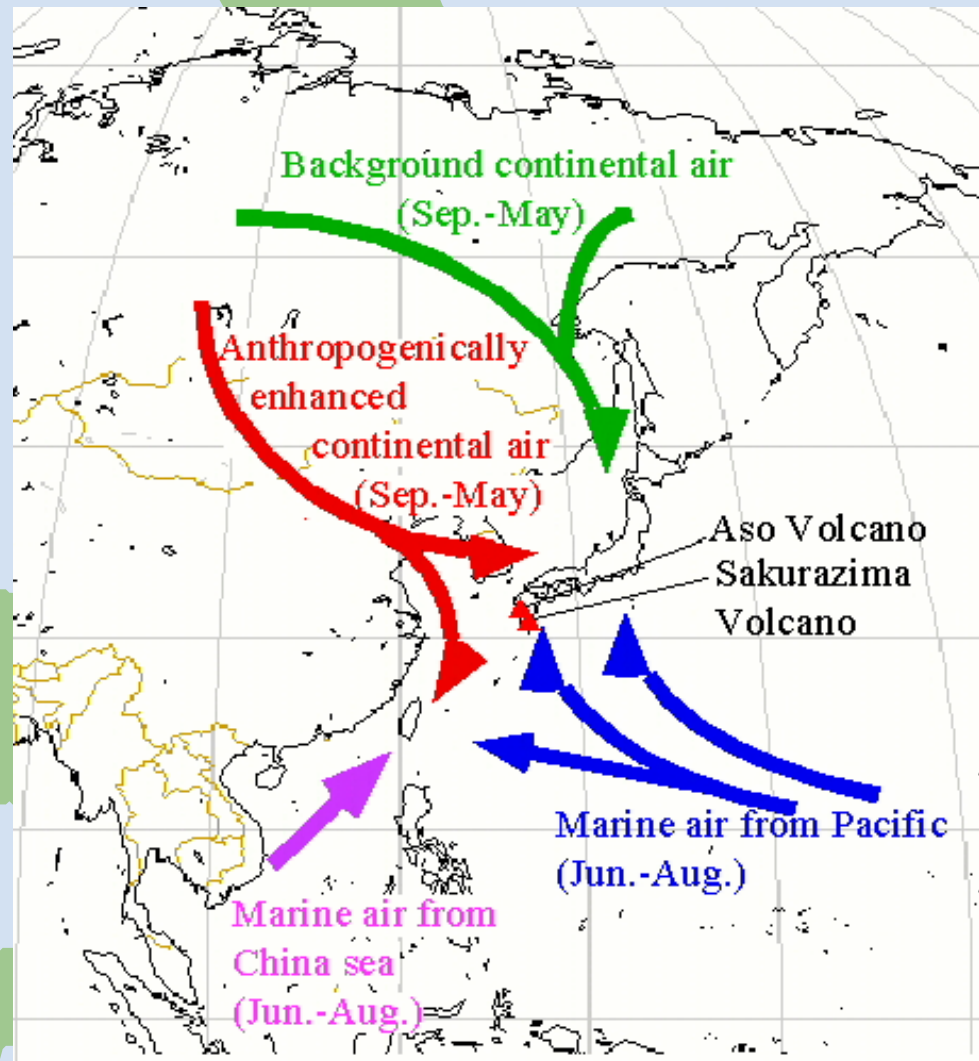 Background continental air
(Sep.-May)
Anthropogenically
enhanced
continental air
(Sep.-May)
Aso Volcano
Sakurazima
Volcano
Marine air from Pacific
(Jun.-Aug.)
Marine air from
China sea
(Jun.-Aug.)